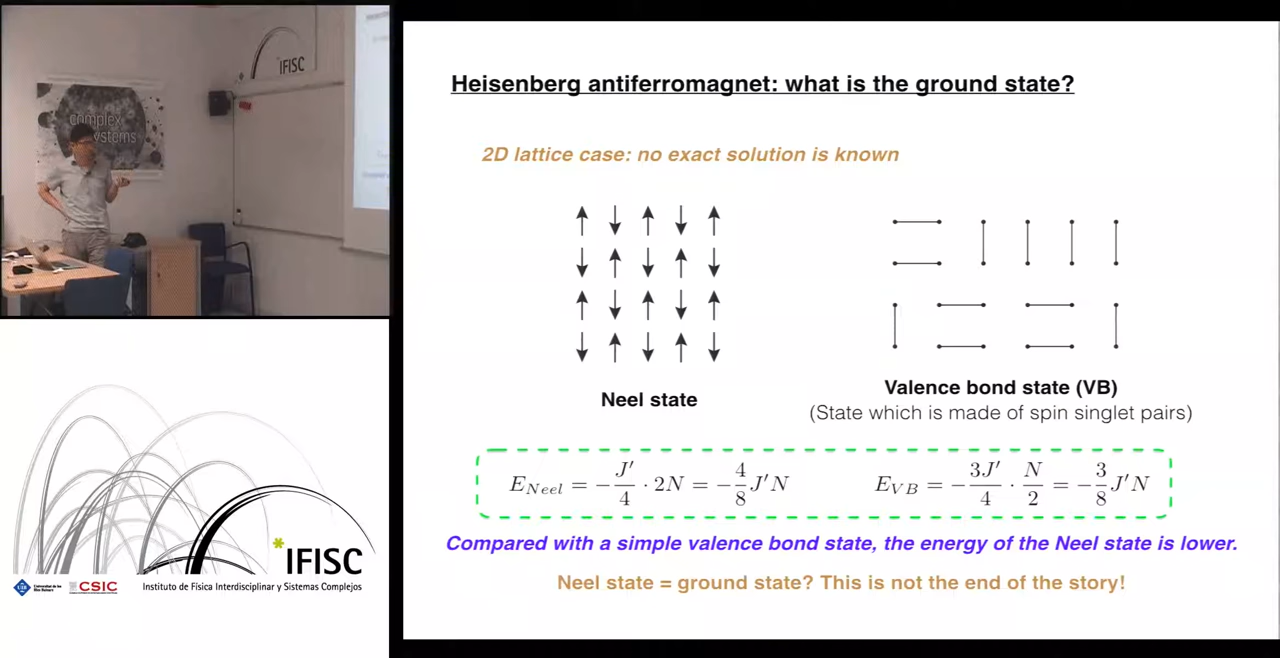 IFISC
complex
systems
Heisenberg antiferromagnet: what is the ground state?
2D lattice case: no exact solution is known
Neel state
Valence bond state (VB)
(State which is made of spin singlet pairs)
E_{Neel} = -\frac{J'}{4} \cdot 2N = -\frac{4}{8} J'N
E_{VB} = -\frac{3J'}{4} \cdot \frac{N}{2} = -\frac{3}{8} J'N
Compared with a simple valence bond state, the energy of the Neel state is lower.
Neel state = ground state? This is not the end of the story!
IFISC
CSIC
Instituto de Física Interdisciplinar y Sistemas Complejos